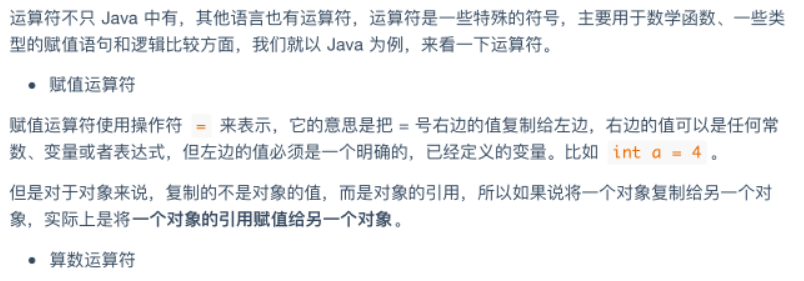 运算符不只 Java 中有，其他语言也有运算符，运算符是一些特殊的符号，主要用于数学函数、一些类
型的赋值语句和逻辑比较方面，我们就以 Java 为例，来看一下运算符。
• 赋值运算符
赋值运算符使用操作符 = 来表示，它的意思是把 = 号右边的值复制给左边，右边的值可以是任何常
数、变量或者表达式，但左边的值必须是一个明确的，已经定义的变量。比如 int a = 4 。
但是对于对象来说，复制的不是对象的值，而是对象的引用，所以如果说将一个对象复制给另一个对
象，实际上是将一个对象的引用赋值给另一个对象。
• 算数运算符